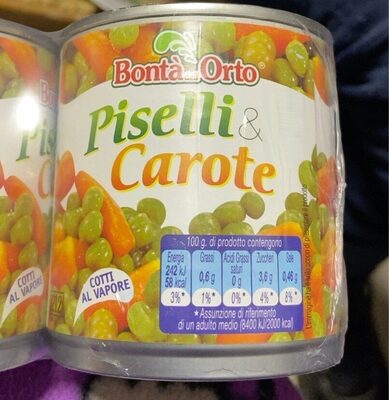 Bontà dell'Orto
Piselli &
Carote
COTTI
AL VAPORE
100 g. di prodotto contengono
Energia Grassi Acidi Grassi saturi Zuccheri Sale
242 kJ
58 kcal 0,6 g 0 g 3,6 g 0,46 g
3%* 1%* 0%* 4%* 8%*
*Assunzione di riferimento
di un adulto medio (8400 kJ/2000 kcal)
COTTI
AL VAPORE